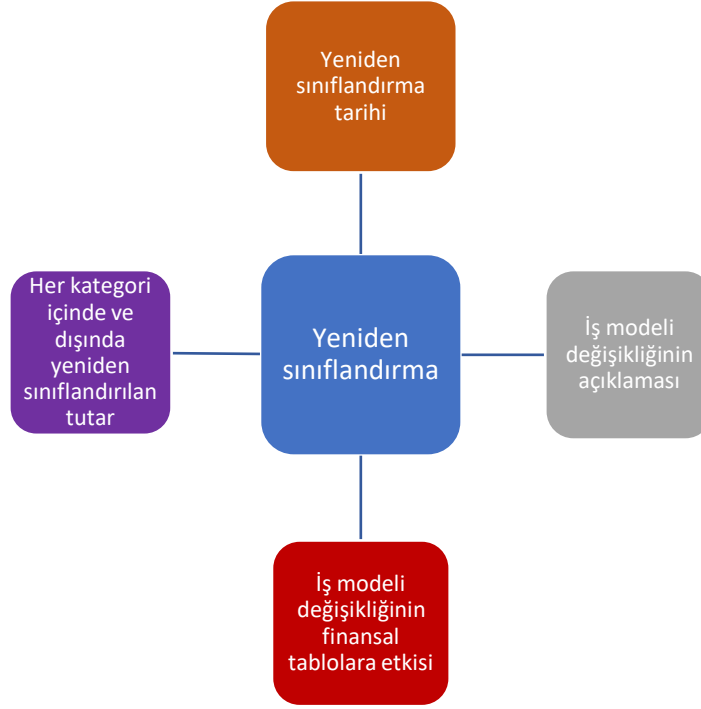 Yeniden
sınıflandırma
tarihi
Her kategori
içinde ve
dışında
yeniden
sınıflandırılan
tutar
Yeniden
sınıflandırma
İş modeli
değişikliğinin
açıklaması
İş modeli
değişikliğinin
finansal
tablolara etkisi